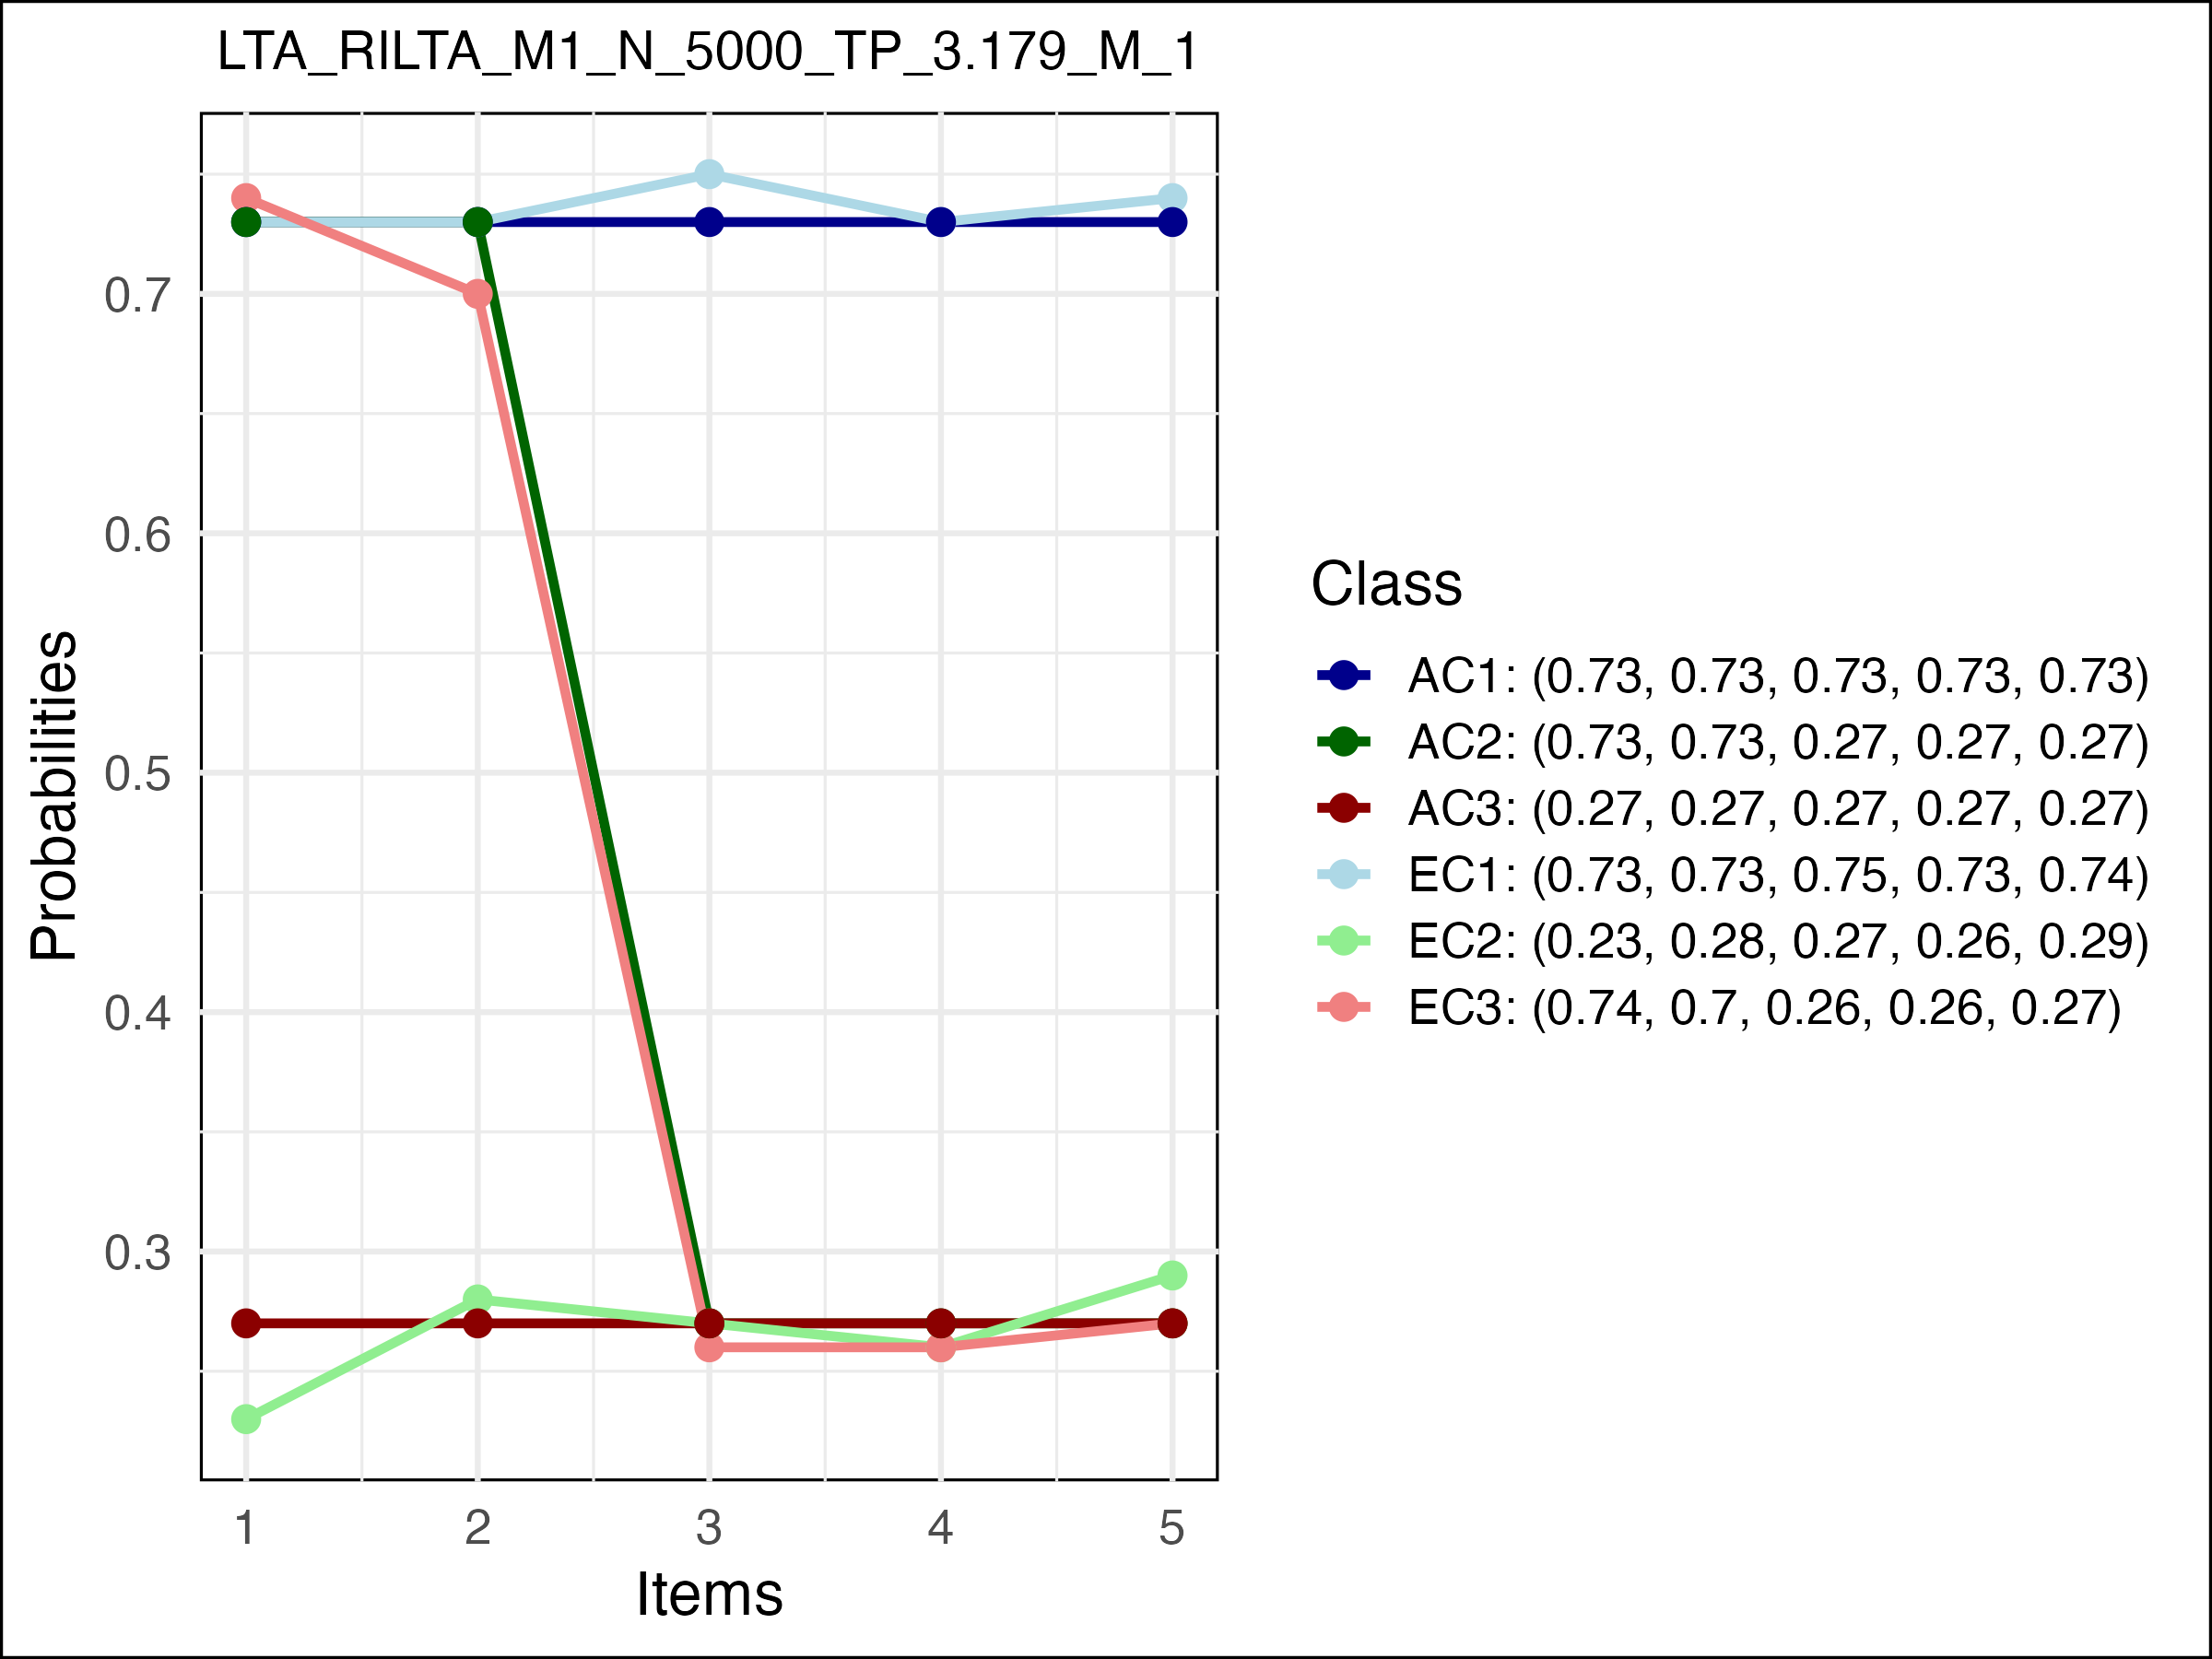 LTA_RILTA_M1_N_5000_TP_3.179_M_1
Probabilities
0.7
0.6
0.5
0.4
0.3
1 2 3 4 5
Items
Class
AC1: (0.73, 0.73, 0.73, 0.73, 0.73)
AC2: (0.73, 0.73, 0.27, 0.27, 0.27)
AC3: (0.27, 0.27, 0.27, 0.27, 0.27)
EC1: (0.73, 0.73, 0.75, 0.73, 0.74)
EC2: (0.23, 0.28, 0.27, 0.26, 0.29)
EC3: (0.74, 0.7, 0.26, 0.26, 0.27)